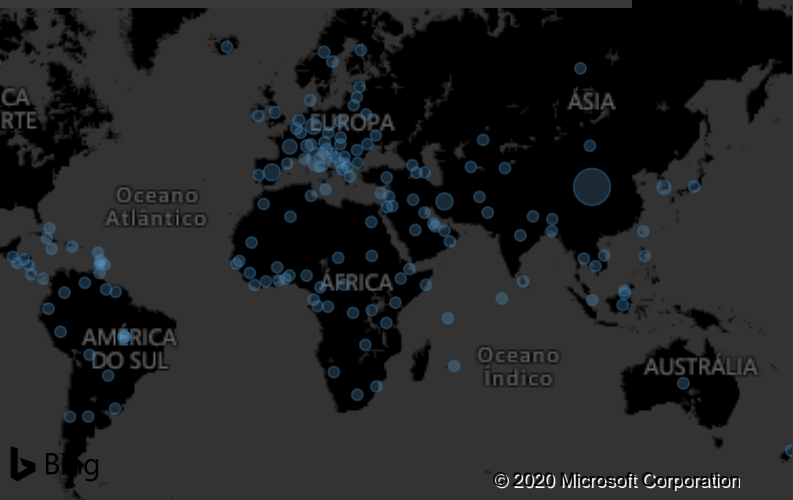 CA
RTE
EUROPA
ÁSIA
Oceano
Atlântico
ÁFRICA
AMÉRICA
DO SUL
Oceano
Índico
AUSTRÁLIA
Bing
© 2020 Microsoft Corporation